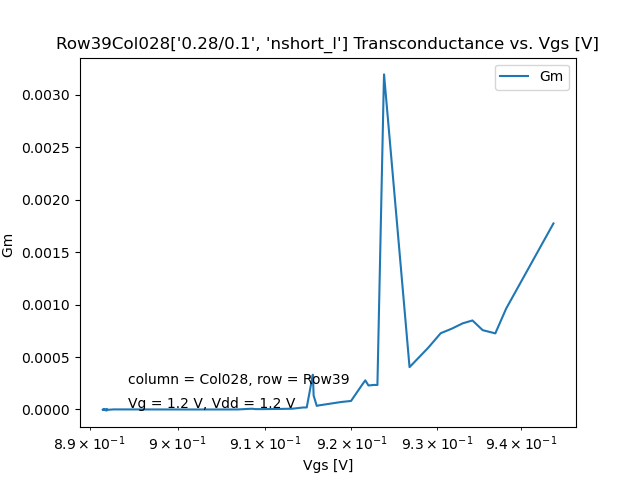 Row39Col028['0.28/0.1', 'nshort_l'] Transconductance vs. Vgs [V]
Gm
0.0030
0.0025
0.0020
0.0015
0.0010
0.0005
0.0000
Gm
column = Col028, row = Row39
Vg = 1.2 V, Vdd = 1.2 V
8.9 × 10⁻¹ 9 × 10⁻¹ 9.1 × 10⁻¹ 9.2 × 10⁻¹ 9.3 × 10⁻¹ 9.4 × 10⁻¹
Vgs [V]